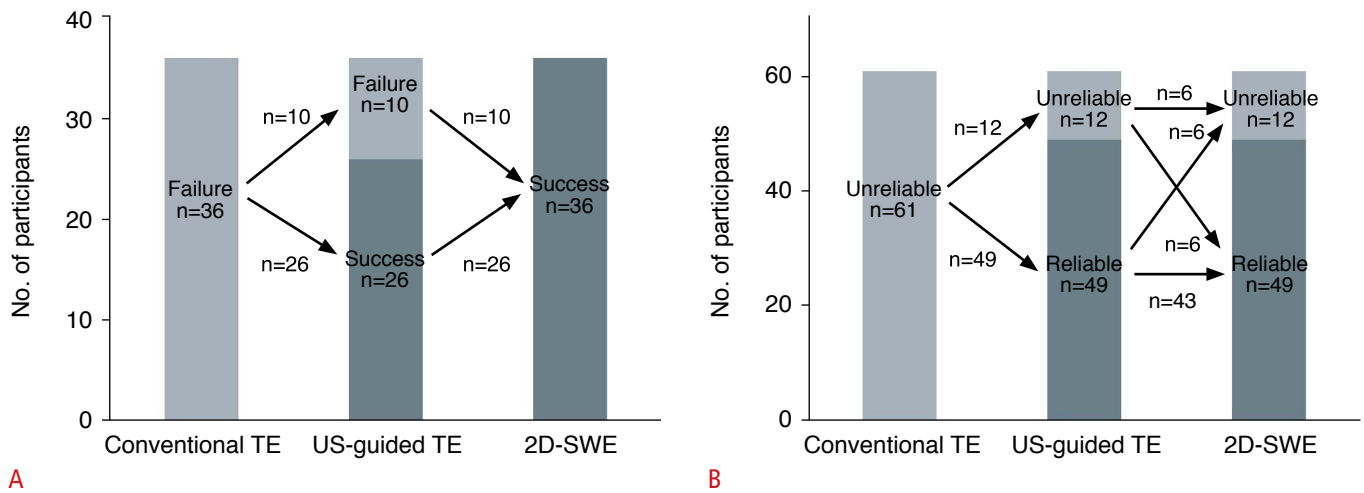 No. of participants
40
30
20
10
0
Failure
n=36
n=10
n=26
Failure
n=10
Success
n=26
n=10
n=26
Success
n=36
Conventional TE
US-guided TE
2D-SWE
A
No. of participants
60
40
20
0
Unreliable
n=61
n=12
n=49
Unreliable
n=12
Reliable
n=49
n=6
n=6
n=6
n=43
Unreliable
n=12
Reliable
n=49
Conventional TE
US-guided TE
2D-SWE
B